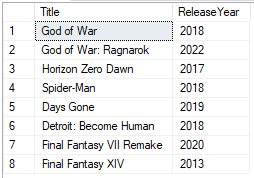 Title ReleaseYear
1 God of War 2018
2 God of War: Ragnarok 2022
3 Horizon Zero Dawn 2017
4 Spider-Man 2018
5 Days Gone 2019
6 Detroit: Become Human 2018
7 Final Fantasy VII Remake 2020
8 Final Fantasy XIV 2013